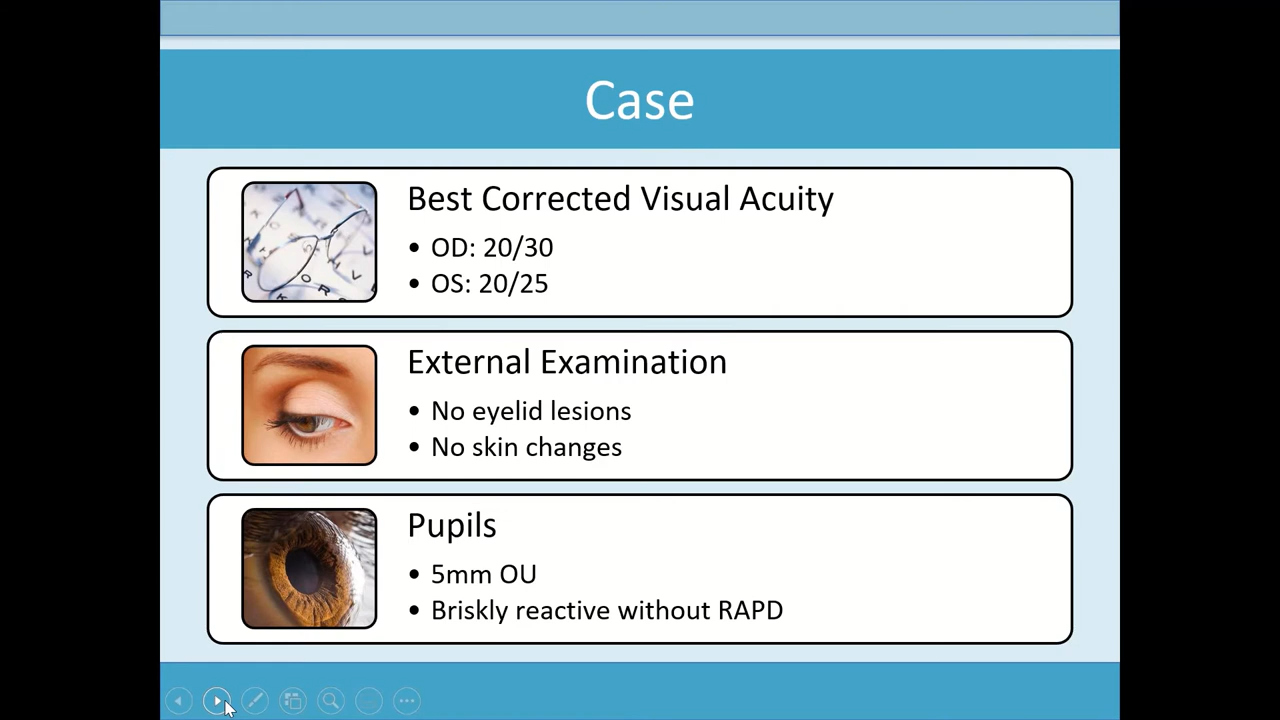 Case
Best Corrected Visual Acuity
• OD: 20/30
• OS: 20/25
External Examination
• No eyelid lesions
• No skin changes
Pupils
• 5mm OU
• Briskly reactive without RAPD